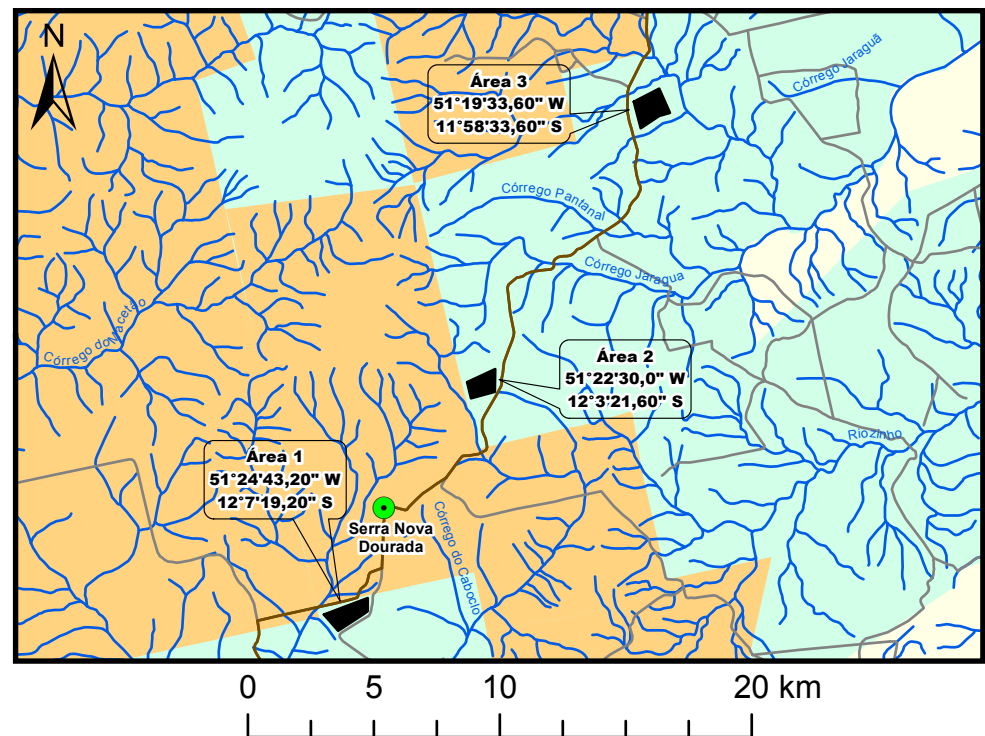 N
Córrego Jaraguã
Área 3
51°19'33,60" W
11°58'33,60" S
Córrego Pantanal
Córrego Jaragua
Córrego do Macetão
Área 2
51°22'30,0" W
12°3'21,60" S
Riozinho
Área 1
51°24'43,20" W
12°7'19,20" S
Serra Nova
Dourada
Córrego do Caboclo
0 5 10 20 km